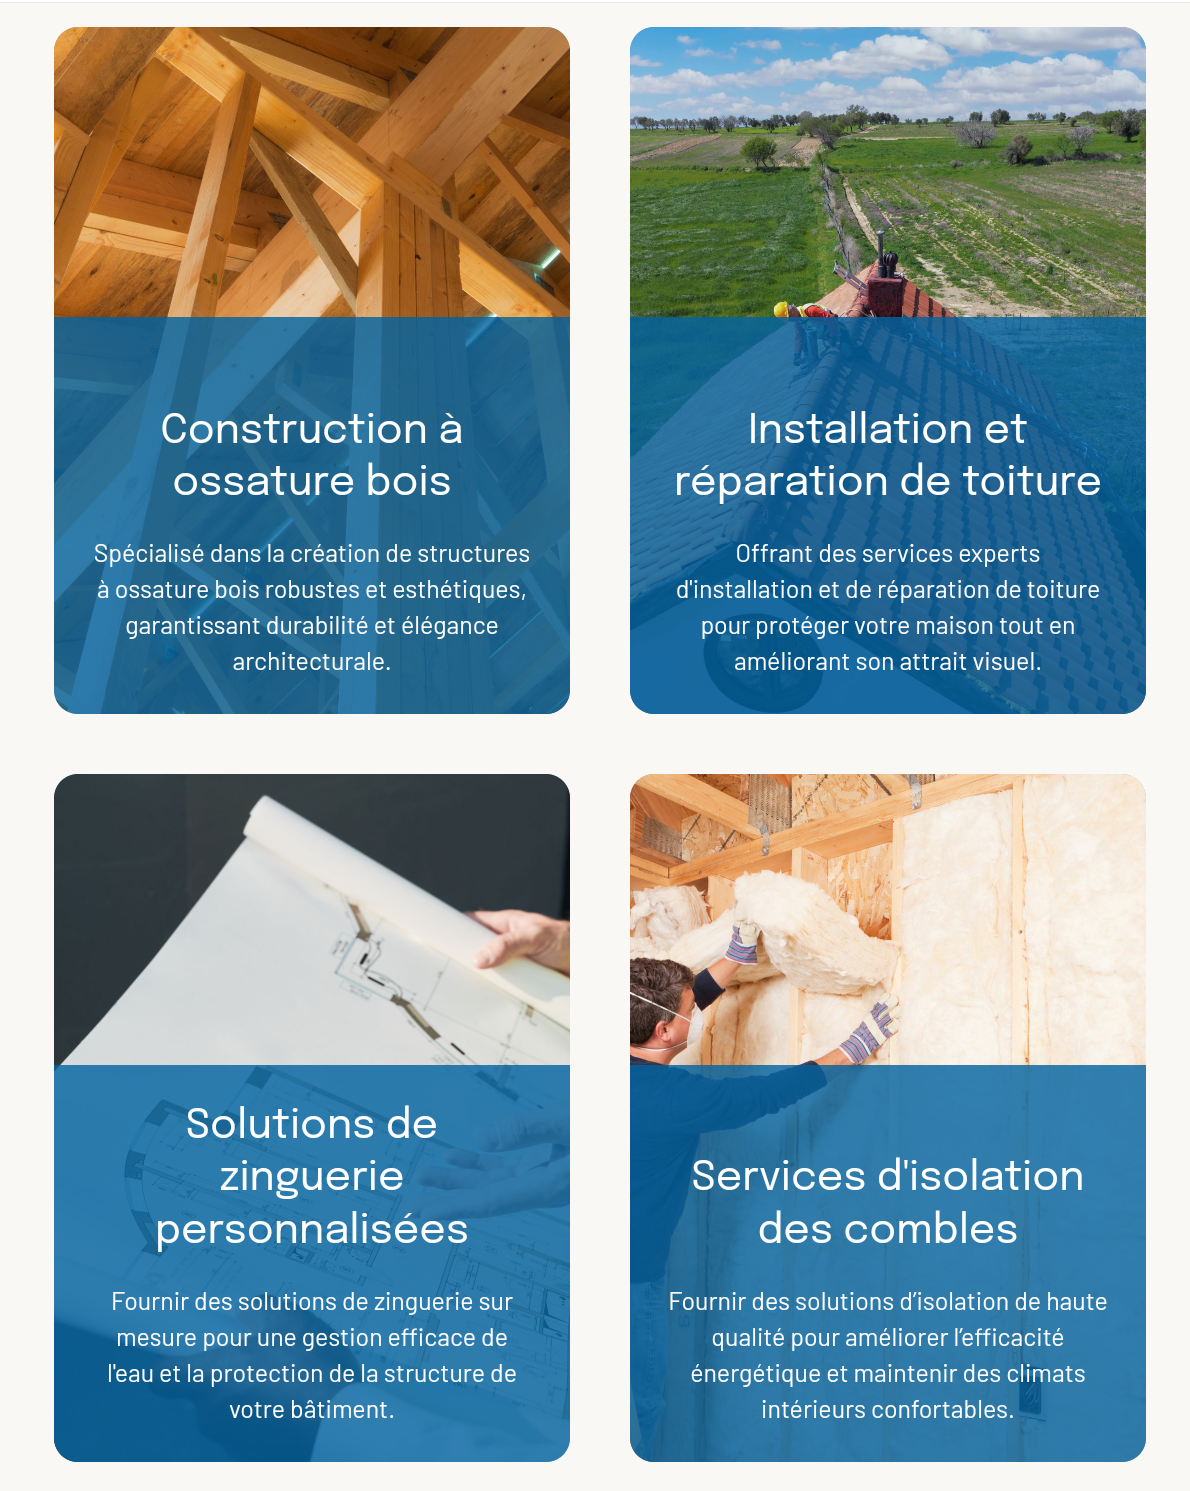 Construction à
ossature bois
Spécialisé dans la création de structures
à ossature bois robustes et esthétiques,
garantissant durabilité et élégance
architecturale.
Installation et
réparation de toiture
Offrant des services experts
d'installation et de réparation de toiture
pour protéger votre maison tout en
améliorant son attrait visuel.
Solutions de
zinguerie
personnalisées
Fournir des solutions de zinguerie sur
mesure pour une gestion efficace de
l'eau et la protection de la structure de
votre bâtiment.
Services d'isolation
des combles
Fournir des solutions d’isolation de haute
qualité pour améliorer l’efficacité
énergétique et maintenir des climats
intérieurs confortables.